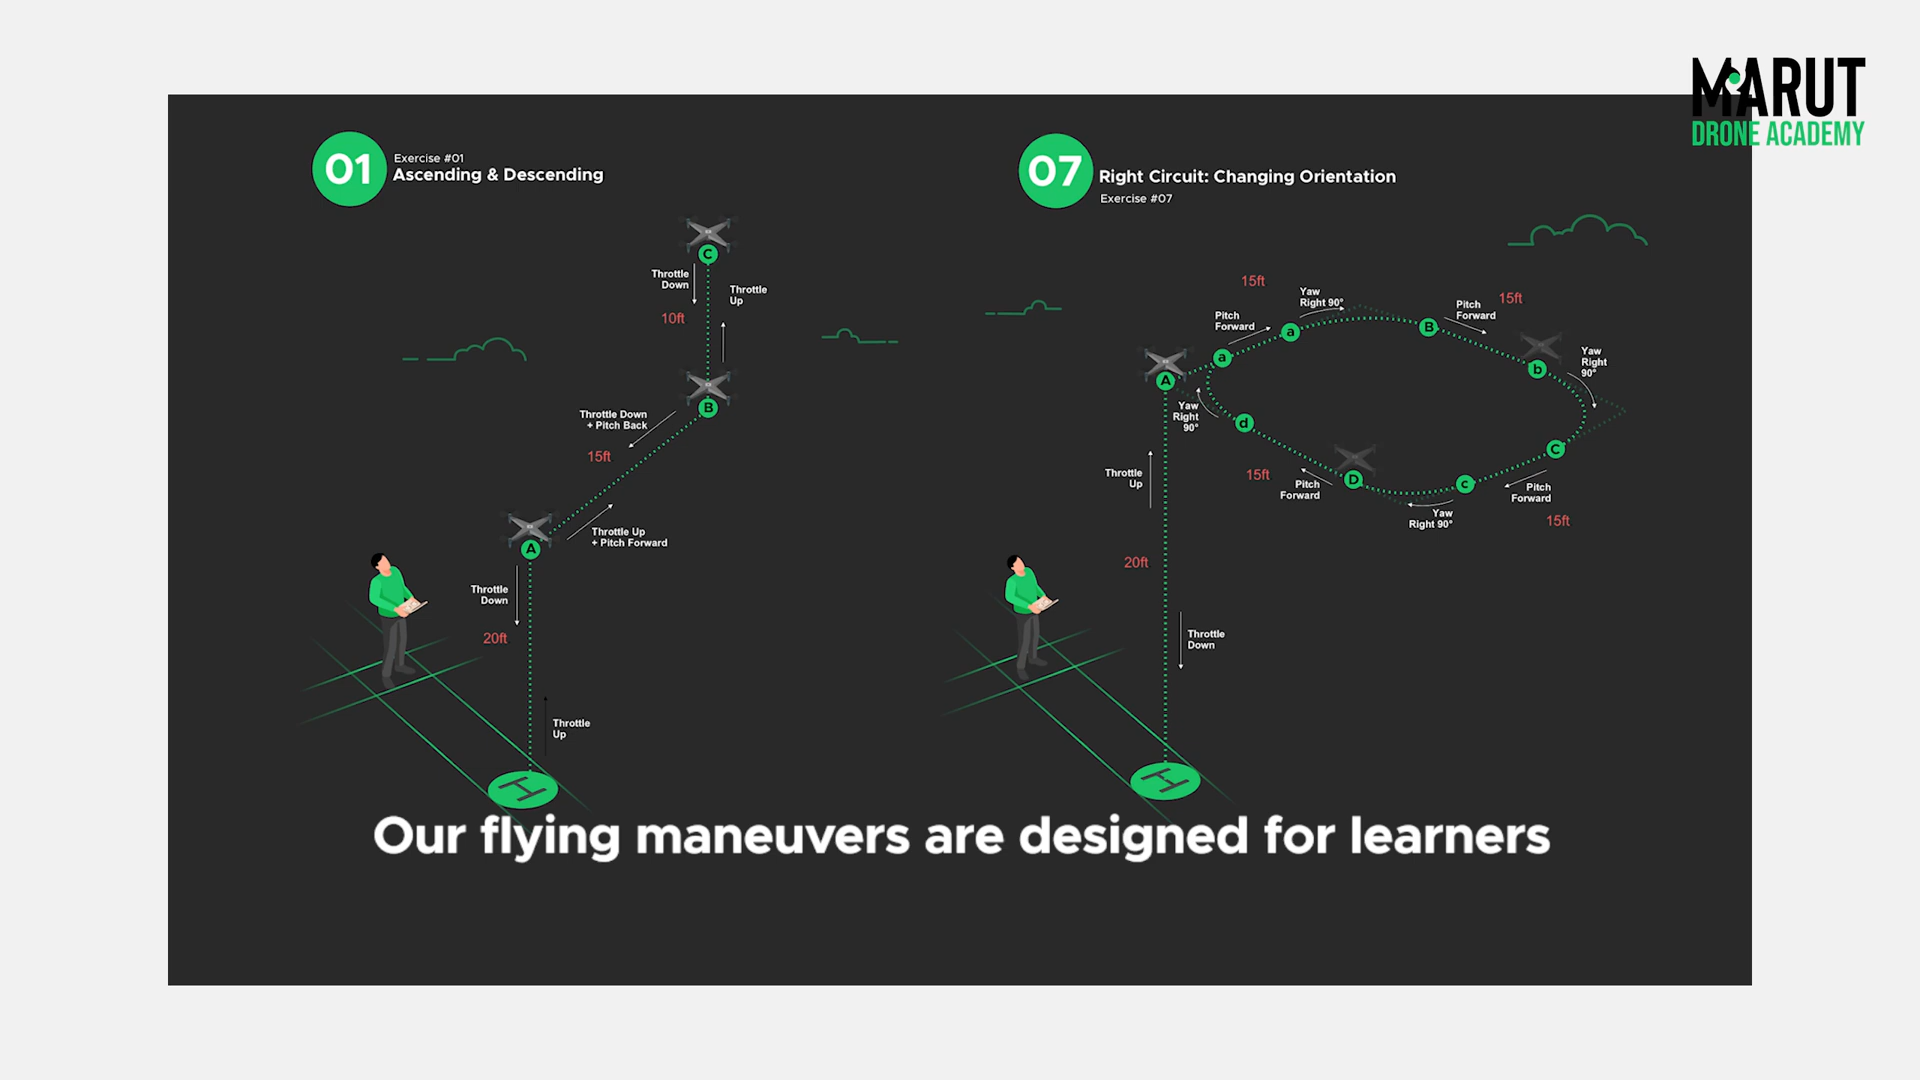 MARUT
DRONE ACADEMY
01
Exercise #01
Ascending & Descending
C
Throttle
Down
Throttle
Up
10ft
B
Throttle Down
+ Pitch Back
15ft
A
Throttle Up
+ Pitch Forward
Throttle
Down
20ft
Throttle
Up
H
07
Right Circuit: Changing Orientation
Exercise #07
15ft
Yaw
Right 90°
Pitch
Forward
a
a
B
Pitch
Forward
15ft
b
Yaw
Right
90°
A
Yaw
Right
90°
d
C
15ft
Pitch
Forward
D
c
Pitch
Forward
Yaw
Right 90°
15ft
Throttle
Up
20ft
Throttle
Down
H
Our flying maneuvers are designed for learners